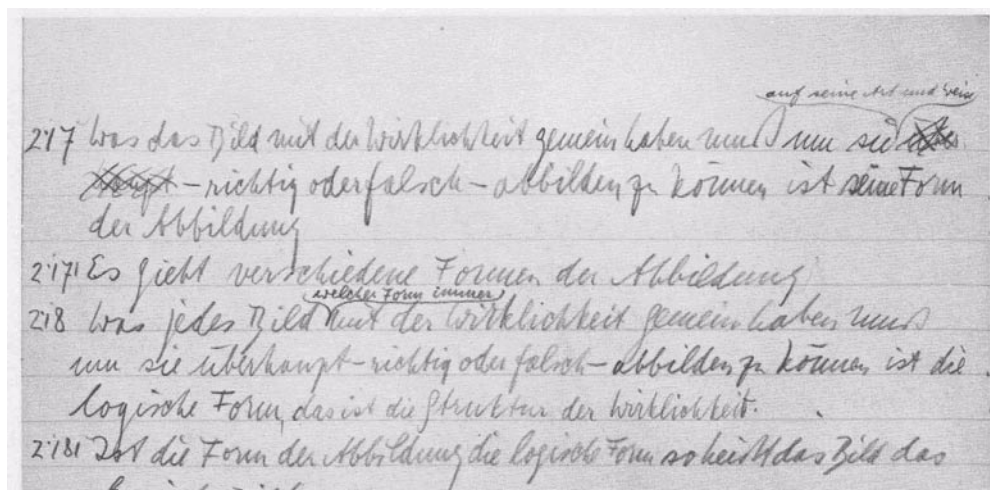 auf seine Art und Weise
2·17 Was das Bild mit der Wirklichkeit gemein haben muß um sie über
haupt – richtig oder falsch – abbilden zu können ist seine Form
der Abbildung
2·171 Es giebt verschiedene Formen der Abbildung
welcher Form immer
2·18 Was jedes Bild mit der Wirklichkeit gemein haben muß
um sie überhaupt – richtig oder falsch – abbilden zu können ist die
logische Form, das ist die Struktur der Wirklichkeit.
2·181 Ist die Form der Abbildung die logische Form so heißt das Bild das